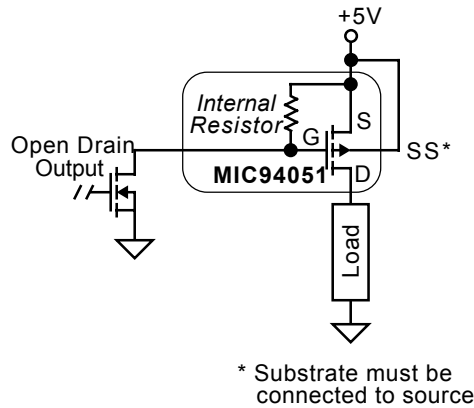 +5V
Internal
Resistor
S
G
SS*
Open Drain
Output
MIC94051
D
Load
* Substrate must be
connected to source